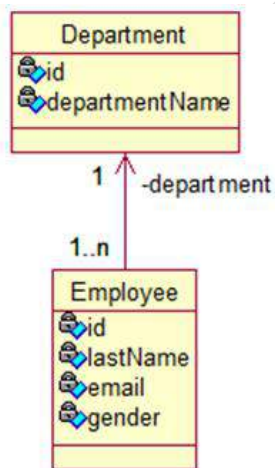 Department
id
departmentName
1
-department
1..n
Employee
id
lastName
email
gender